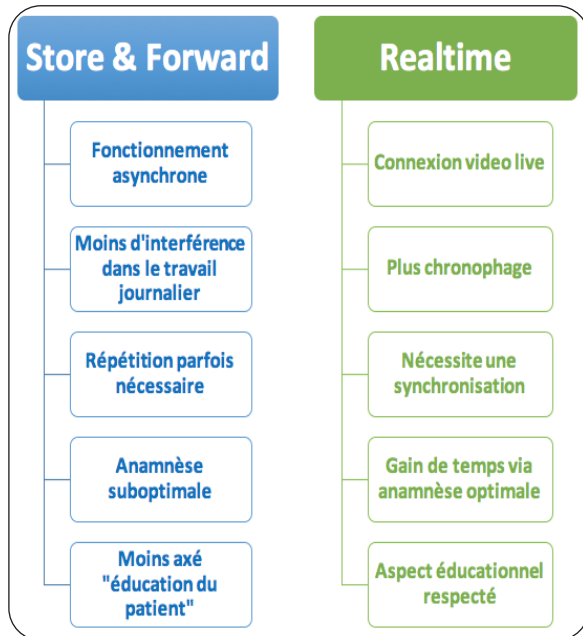 Store & Forward
Fonctionnement
asynchrone
Moins d'interférence
dans le travail
journalier
Répétition parfois
nécessaire
Anamnèse
suboptimale
Moins axé
"éducation du
patient"
Realtime
Connexion video live
Plus chronophage
Nécessite une
synchronisation
Gain de temps via
anamnèse optimale
Aspect éducationnel
respecté